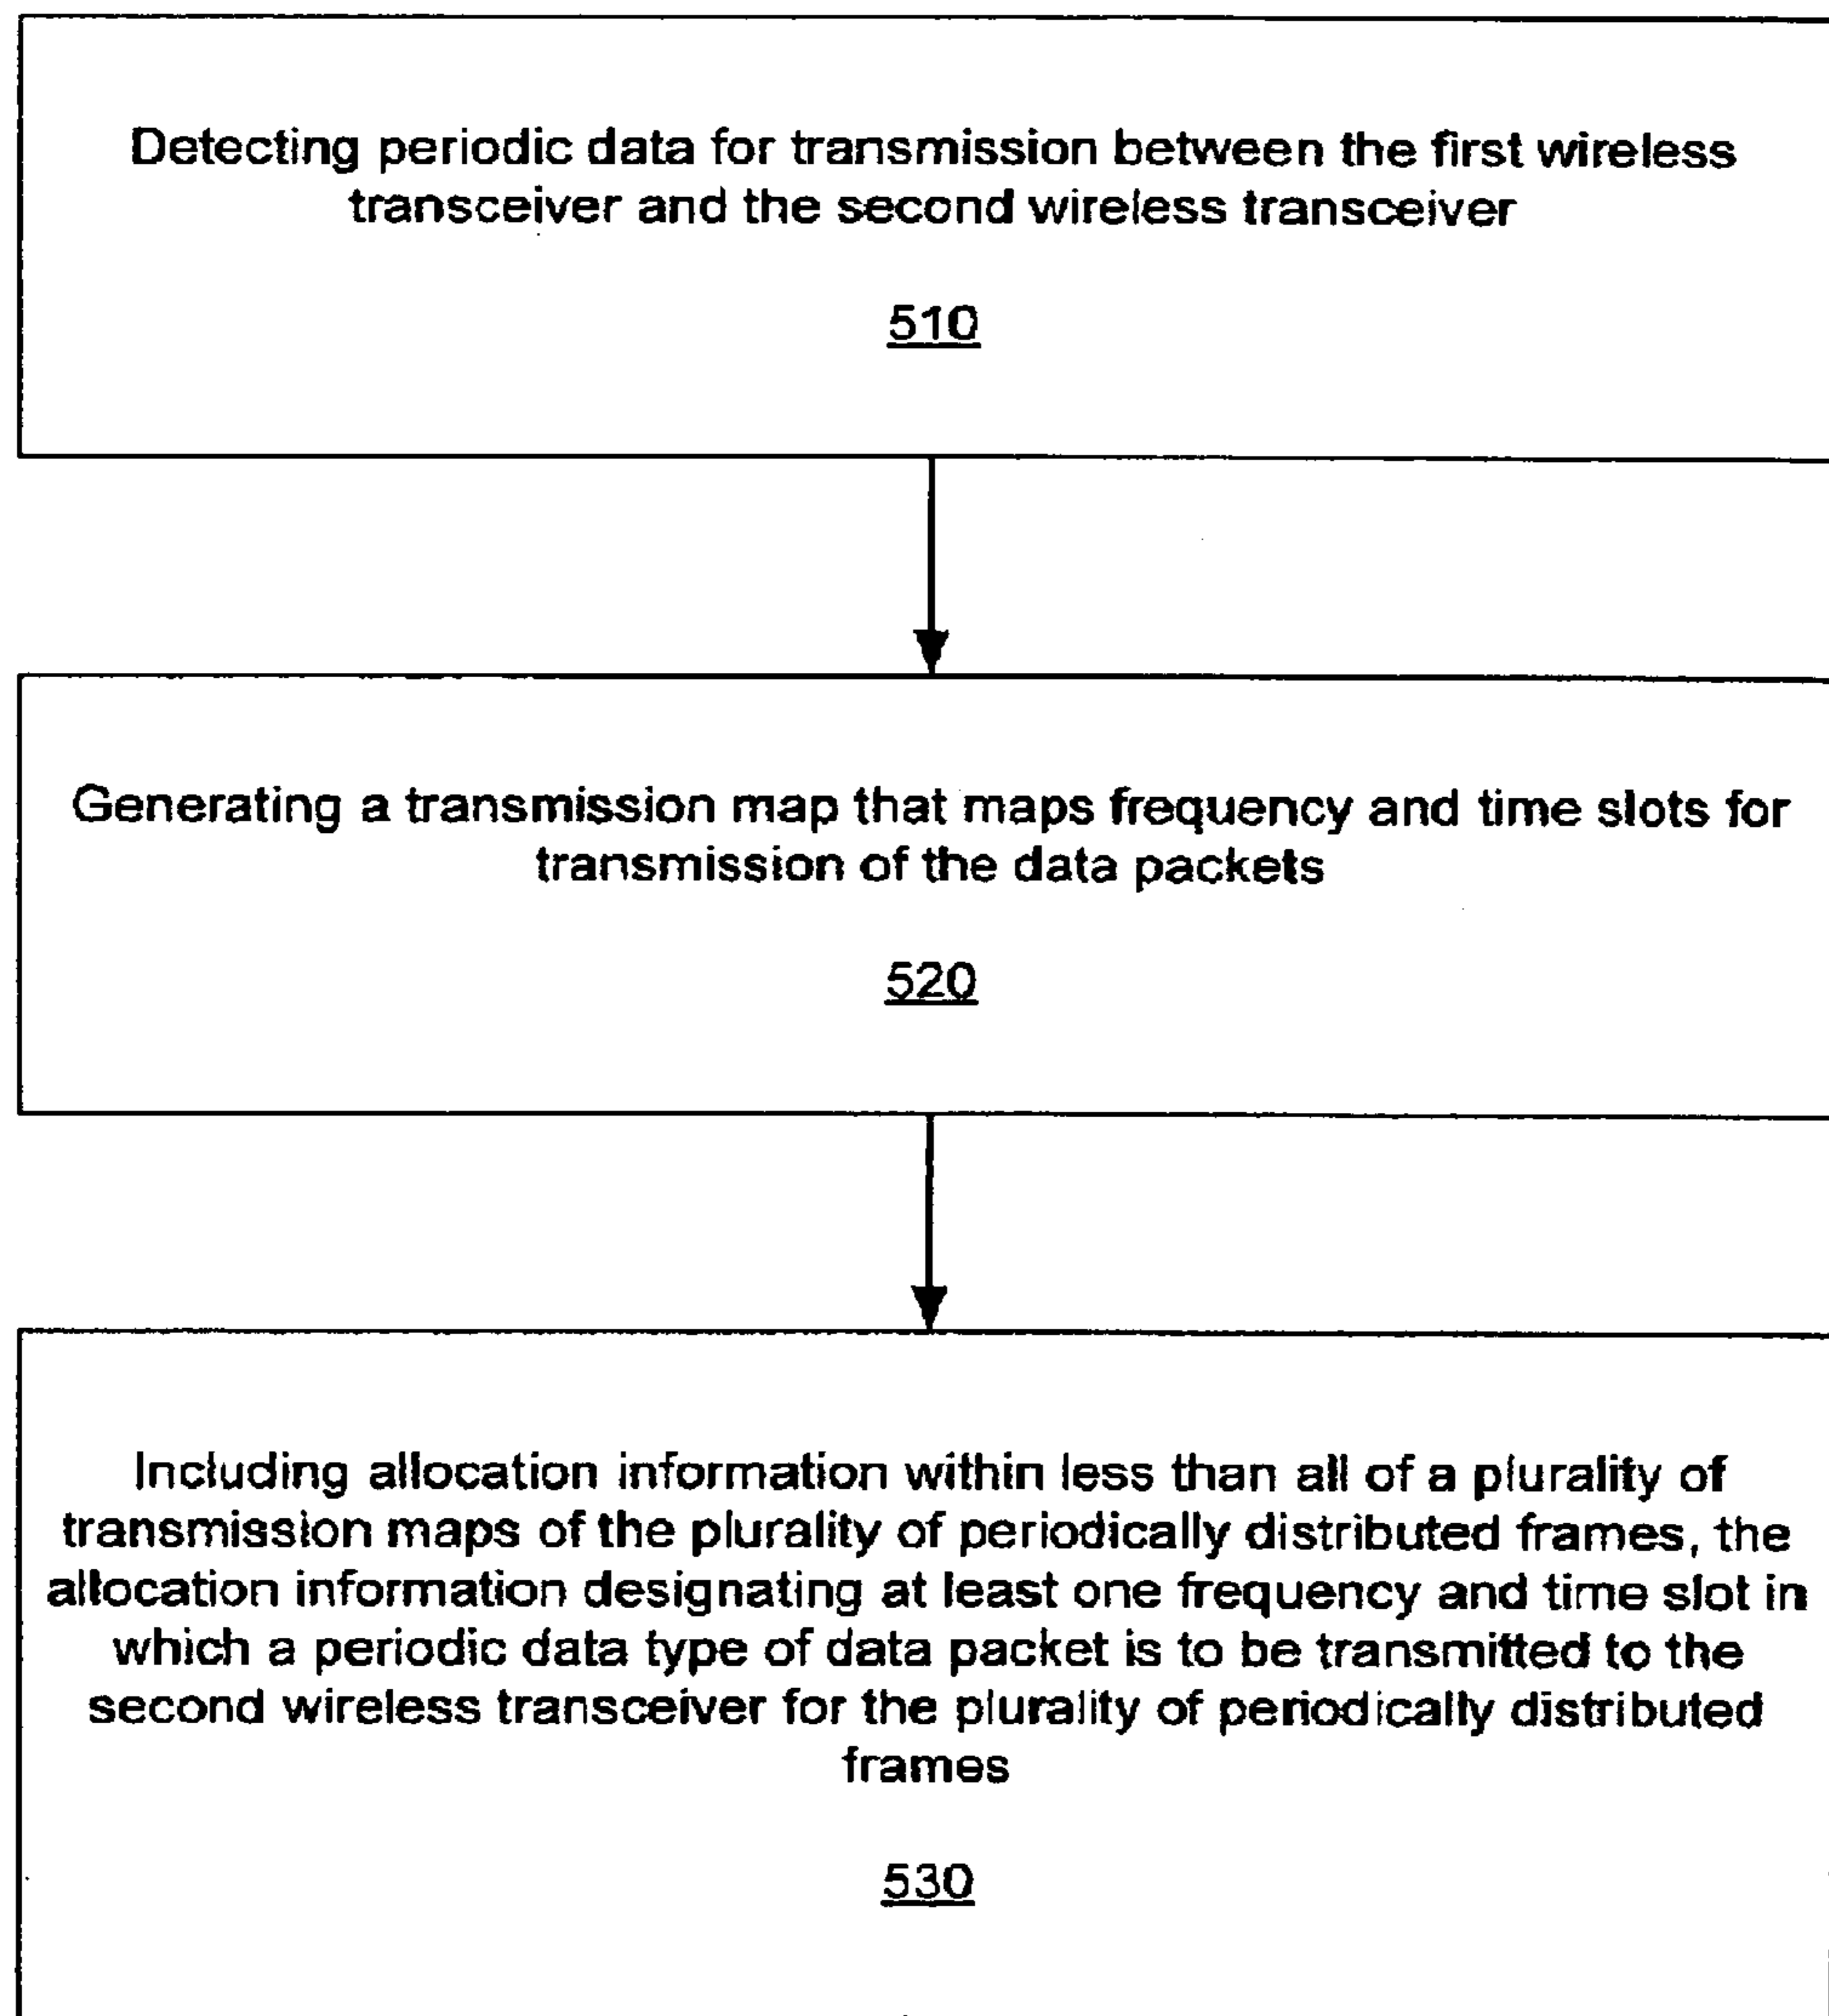 Detecting periodic data for transmission between the first wireless
transceiver and the second wireless transceiver
510
Generating a transmission map that maps frequency and time slots for
transmission of the data packets
520
Including allocation information within less than all of a plurality of
transmission maps of the plurality of periodically distributed frames, the
allocation information designating at least one frequency and time slot in
which a periodic data type of data packet is to be transmitted to the
second wireless transceiver for the plurality of periodically distributed
frames
530